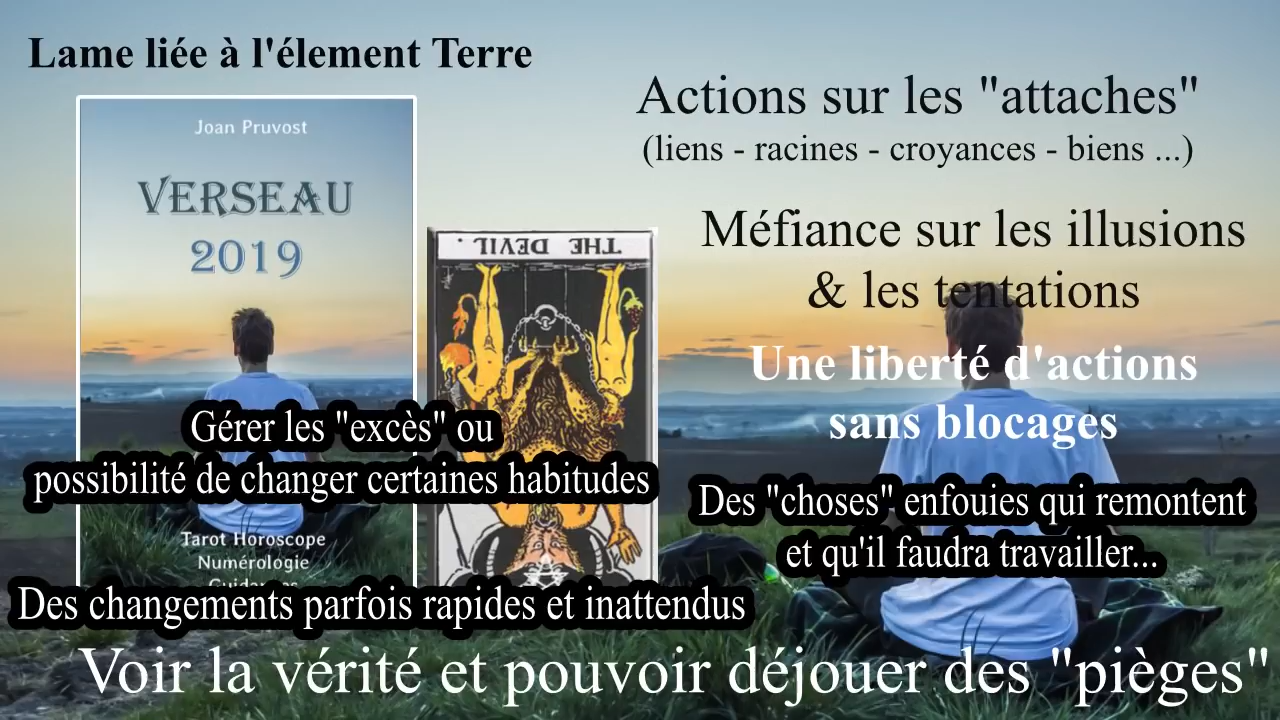 Lame liée à l'élement Terre
Joan Pruvost
VERSEAU
2019
THE DEVIL.
Actions sur les "attaches"
(liens - racines - croyances - biens ...)
Méfiance sur les illusions
& les tentations
Une liberté d'actions
sans blocages
Gérer les "excès" ou
possibilité de changer certaines habitudes
Des "choses" enfouies qui remontent
et qu'il faudra travailler...
Tarot Horoscope
Numérologie
Guidances
Des changements parfois rapides et inattendus
Voir la vérité et pouvoir déjouer des "pièges"